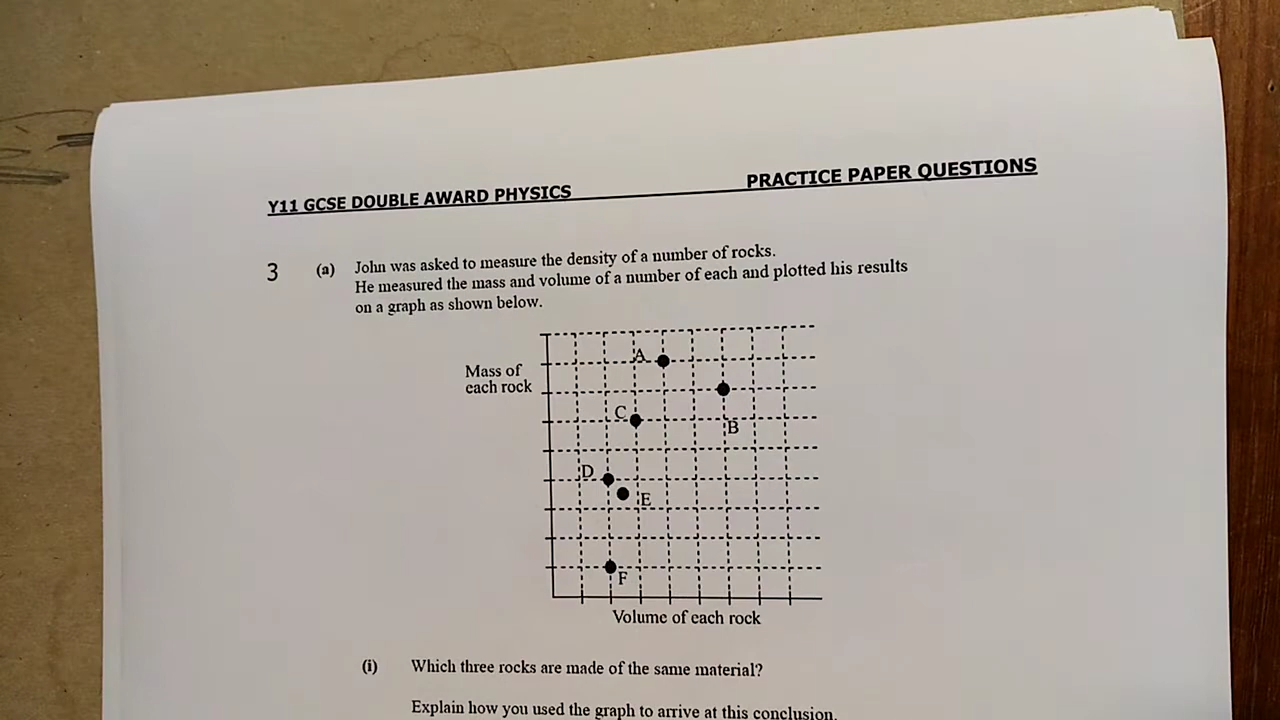 Y11 GCSE DOUBLE AWARD PHYSICS PRACTICE PAPER QUESTIONS
3 (a) John was asked to measure the density of a number of rocks.
He measured the mass and volume of a number of each and plotted his results
on a graph as shown below.
A
Mass of
each rock
C
B
D
E
F
Volume of each rock
(i) Which three rocks are made of the same material?
Explain how you used the graph to arrive at this conclusion.